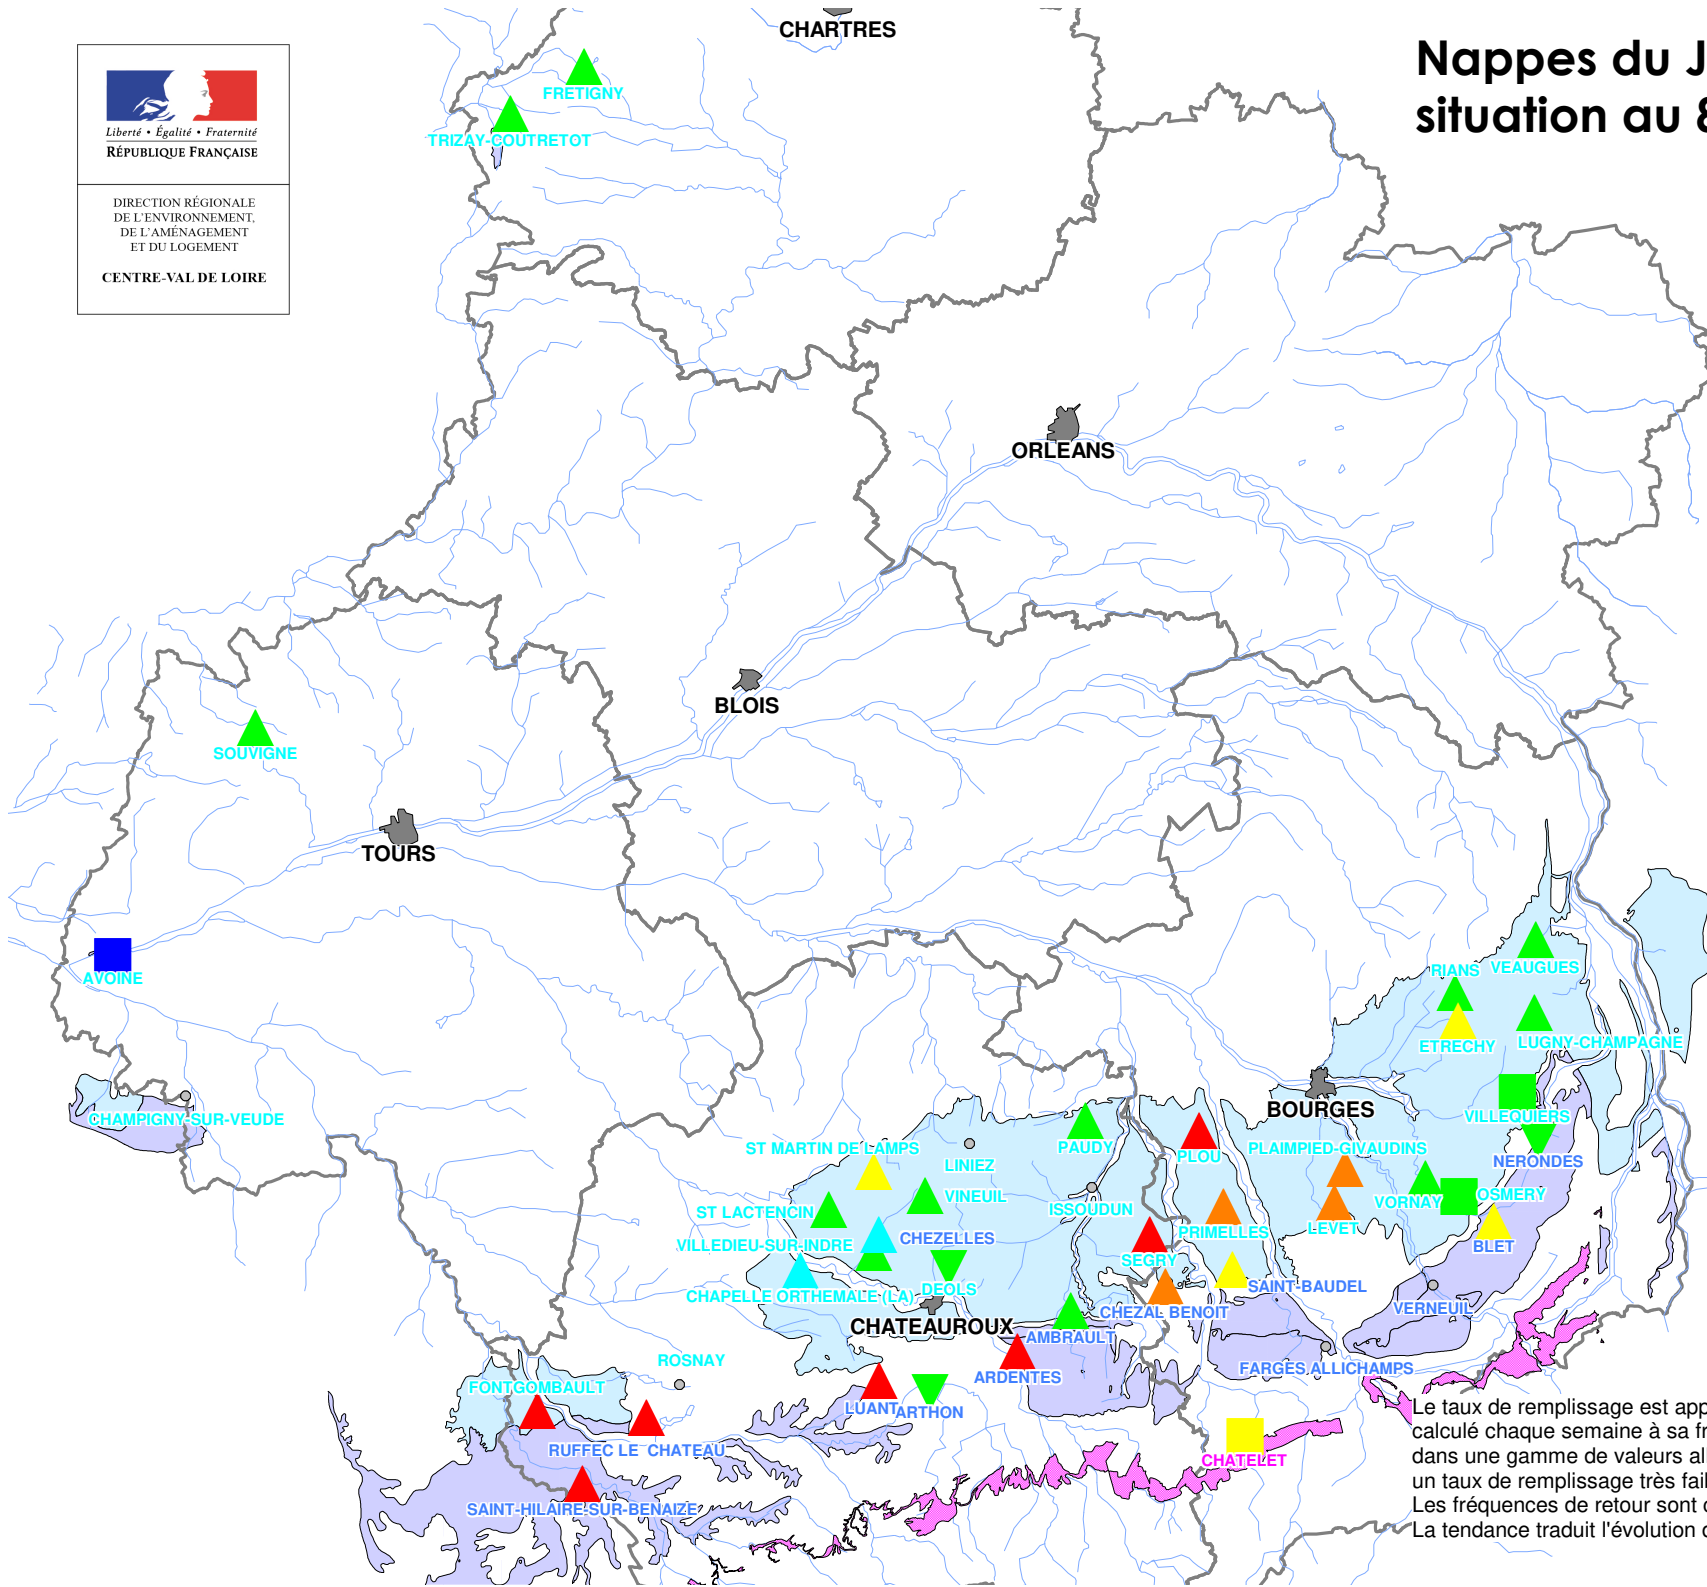 CHARTRES
Nappes du J
situation au 8
FRETIGNY
TRIZAY-COUTRETOT
Liberté • Égalité • Fraternité
RÉPUBLIQUE FRANÇAISE
DIRECTION RÉGIONALE
DE L'ENVIRONNEMENT,
DE L'AMÉNAGEMENT
ET DU LOGEMENT
CENTRE-VAL DE LOIRE
ORLEANS
BLOIS
SOUVIGNE
TOURS
AVOINE
RIANS
VEAUGUES
ETRECHY
LUGNY-CHAMPAGNE
BOURGES
VILLEQUIERS
CHAMPIGNY-SUR-VEUDE
ST MARTIN DE LAMPS
LINIEZ
PAUDY
PLOU
PLAIMPIED-GIVAUDINS
NERONDES
VINEUIL
ISSOUDUN
VORNAY
OSMERY
ST LACTENCIN
PRIMELLES
LEVET
VILLEDIEU-SUR-INDRE
CHEZELLES
SEGRY
BLET
CHAPELLE ORTHEMALE (LA)
DEOLS
SAINT-BAUDEL
CHEZAL BENOIT
VERNEUIL
CHATEAUROUX
AMBRAULT
ROSNAY
ARDENTES
FARGES ALLICHAMPS
FONTGOMBAULT
LUANT
ARTHON
RUFFEC LE CHATEAU
CHATELET
SAINT-HILAIRE-SUR-BENAIZE
Le taux de remplissage est app
calculé chaque semaine à sa fr
dans une gamme de valeurs al
un taux de remplissage très fail
Les fréquences de retour sont
La tendance traduit l'évolution